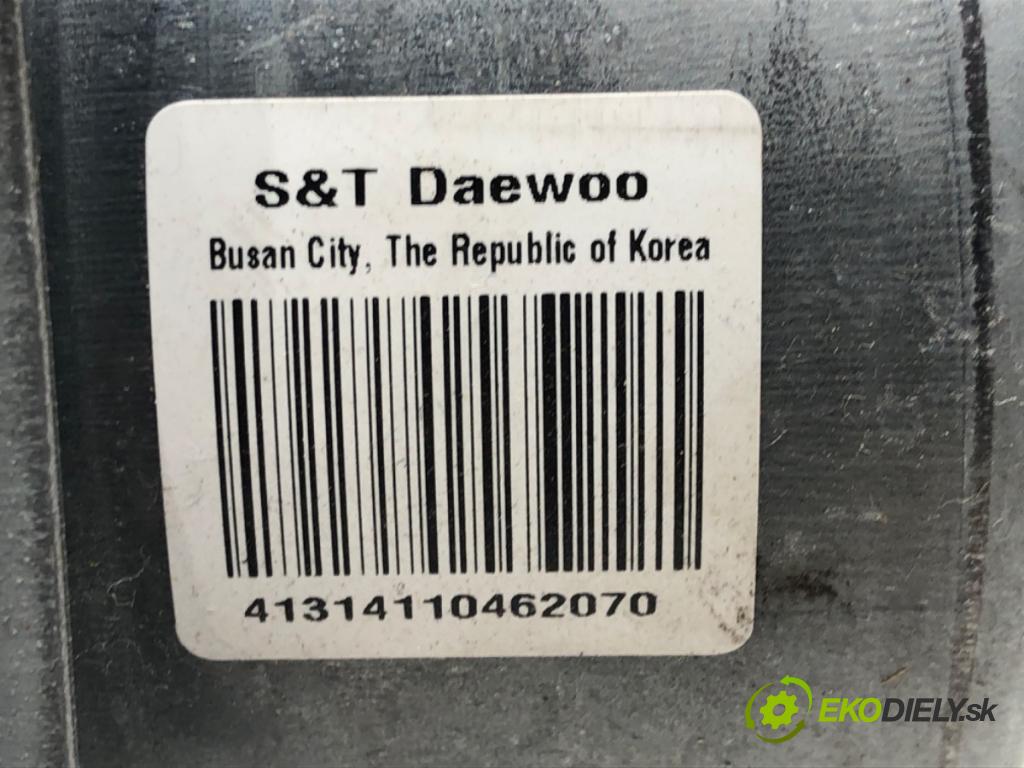 S&T Daewoo
Busan City, The Republic of Korea
41314110462070
EKODIELY.sk